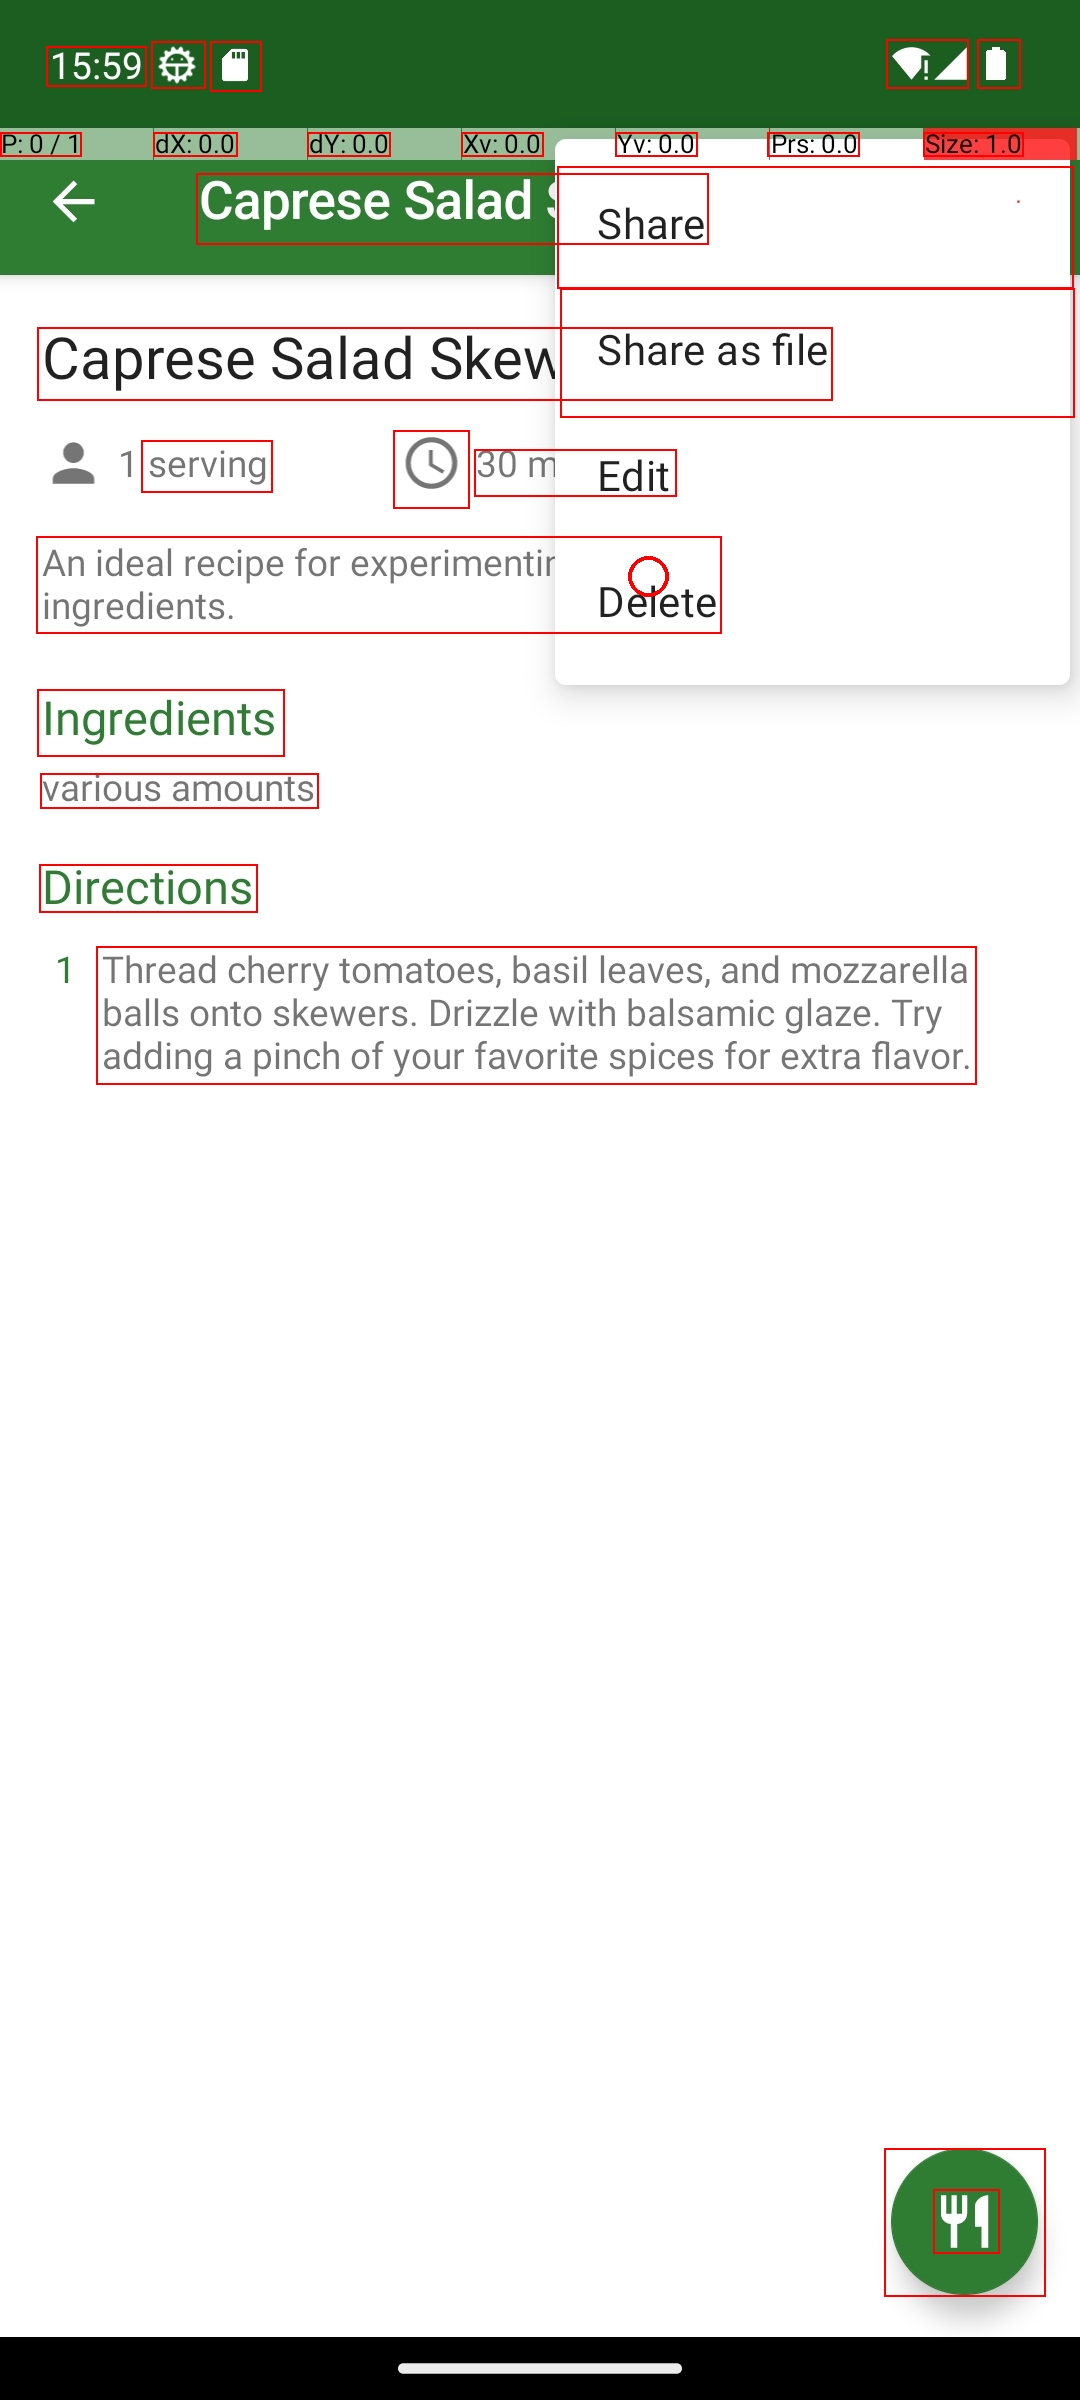 15:59
P: 0 / 1 dX: 0.0 dY: 0.0 Xv: 0.0 Yv: 0.0 Prs: 0.0 Size: 1.0
Caprese Salad
Share
Share as file
Edit
Delete
Caprese Salad Skew
1 serving
30 m
An ideal recipe for experimentin
ingredients.
Ingredients
various amounts
Directions
1 Thread cherry tomatoes, basil leaves, and mozzarella
balls onto skewers. Drizzle with balsamic glaze. Try
adding a pinch of your favorite spices for extra flavor.